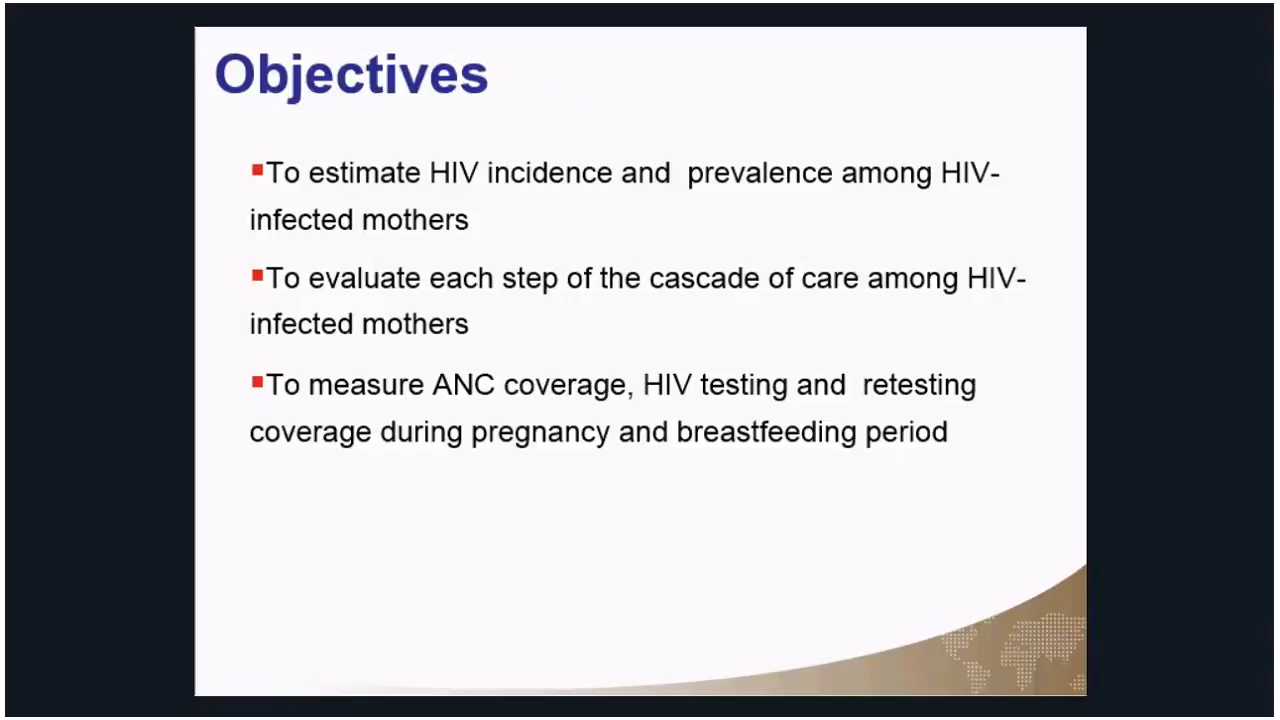 Objectives
▪To estimate HIV incidence and  prevalence among HIV-
infected mothers
▪To evaluate each step of the cascade of care among HIV-
infected mothers
▪To measure ANC coverage, HIV testing and  retesting
coverage during pregnancy and breastfeeding period